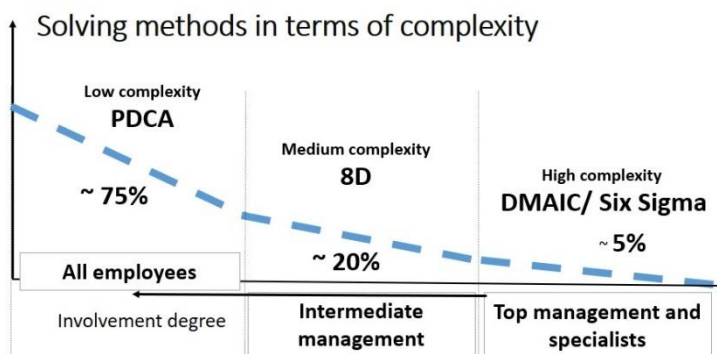 Solving methods in terms of complexity
Low complexity
PDCA
~ 75%
Medium complexity
8D
~ 20%
High complexity
DMAIC/ Six Sigma
~ 5%
All employees
Involvement degree
Intermediate
management
Top management and
specialists